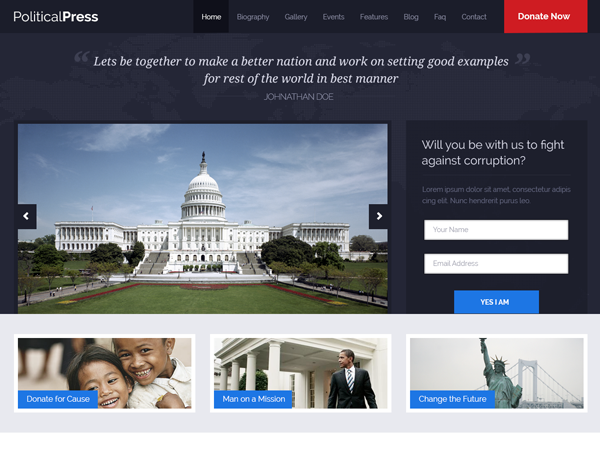 PoliticalPress
Home Biography Gallery Events Features Blog Faq Contact Donate Now
“ Lets be together to make a better nation and work on setting good examples ”
for rest of the world in best manner
JOHNATHAN DOE
Will you be with us to fight
against corruption?
Lorem ipsum dolor sit amet, consectetur adipis
cing elit. Nunc hendrent purus leo.
Your Name
Email Address
YES I AM
Donate for Cause
Man on a Mission
Change the Future